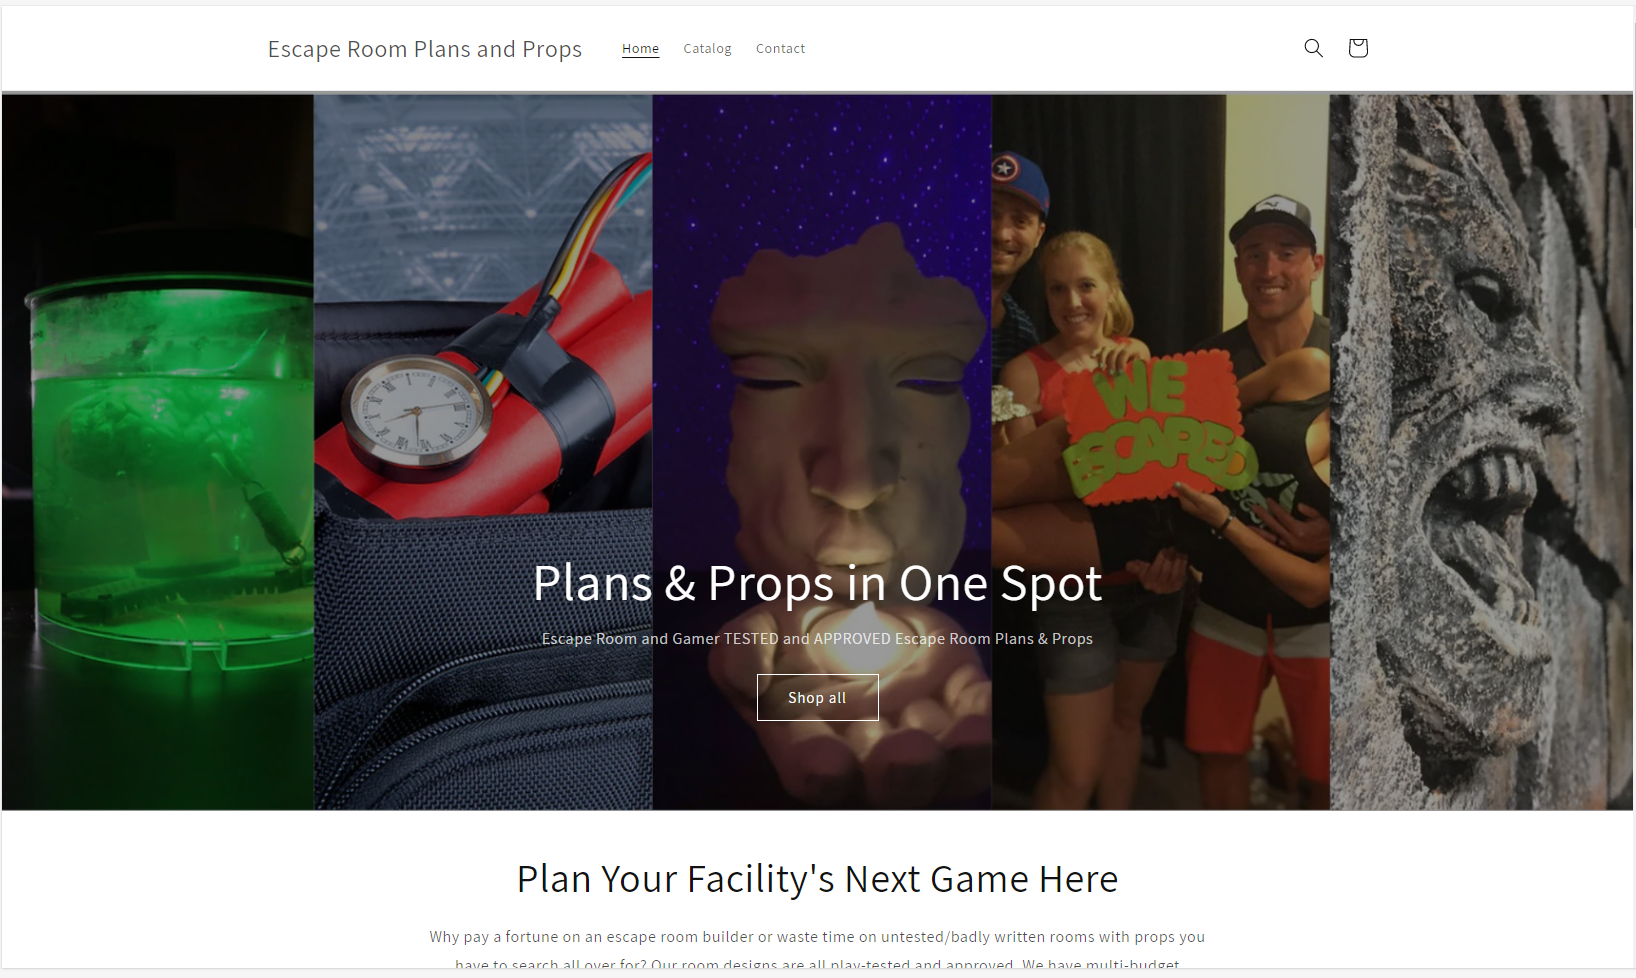 Escape Room Plans and Props
Home Catalog Contact
WE
ESCAPED
Plans & Props in One Spot
Escape Room and Gamer TESTED and APPROVED Escape Room Plans & Props
Shop all
Plan Your Facility's Next Game Here
Why pay a fortune on an escape room builder or waste time on untested/badly written rooms with props you
have to search all over for? Our room designs are all play-tested and approved. We have multi-budget